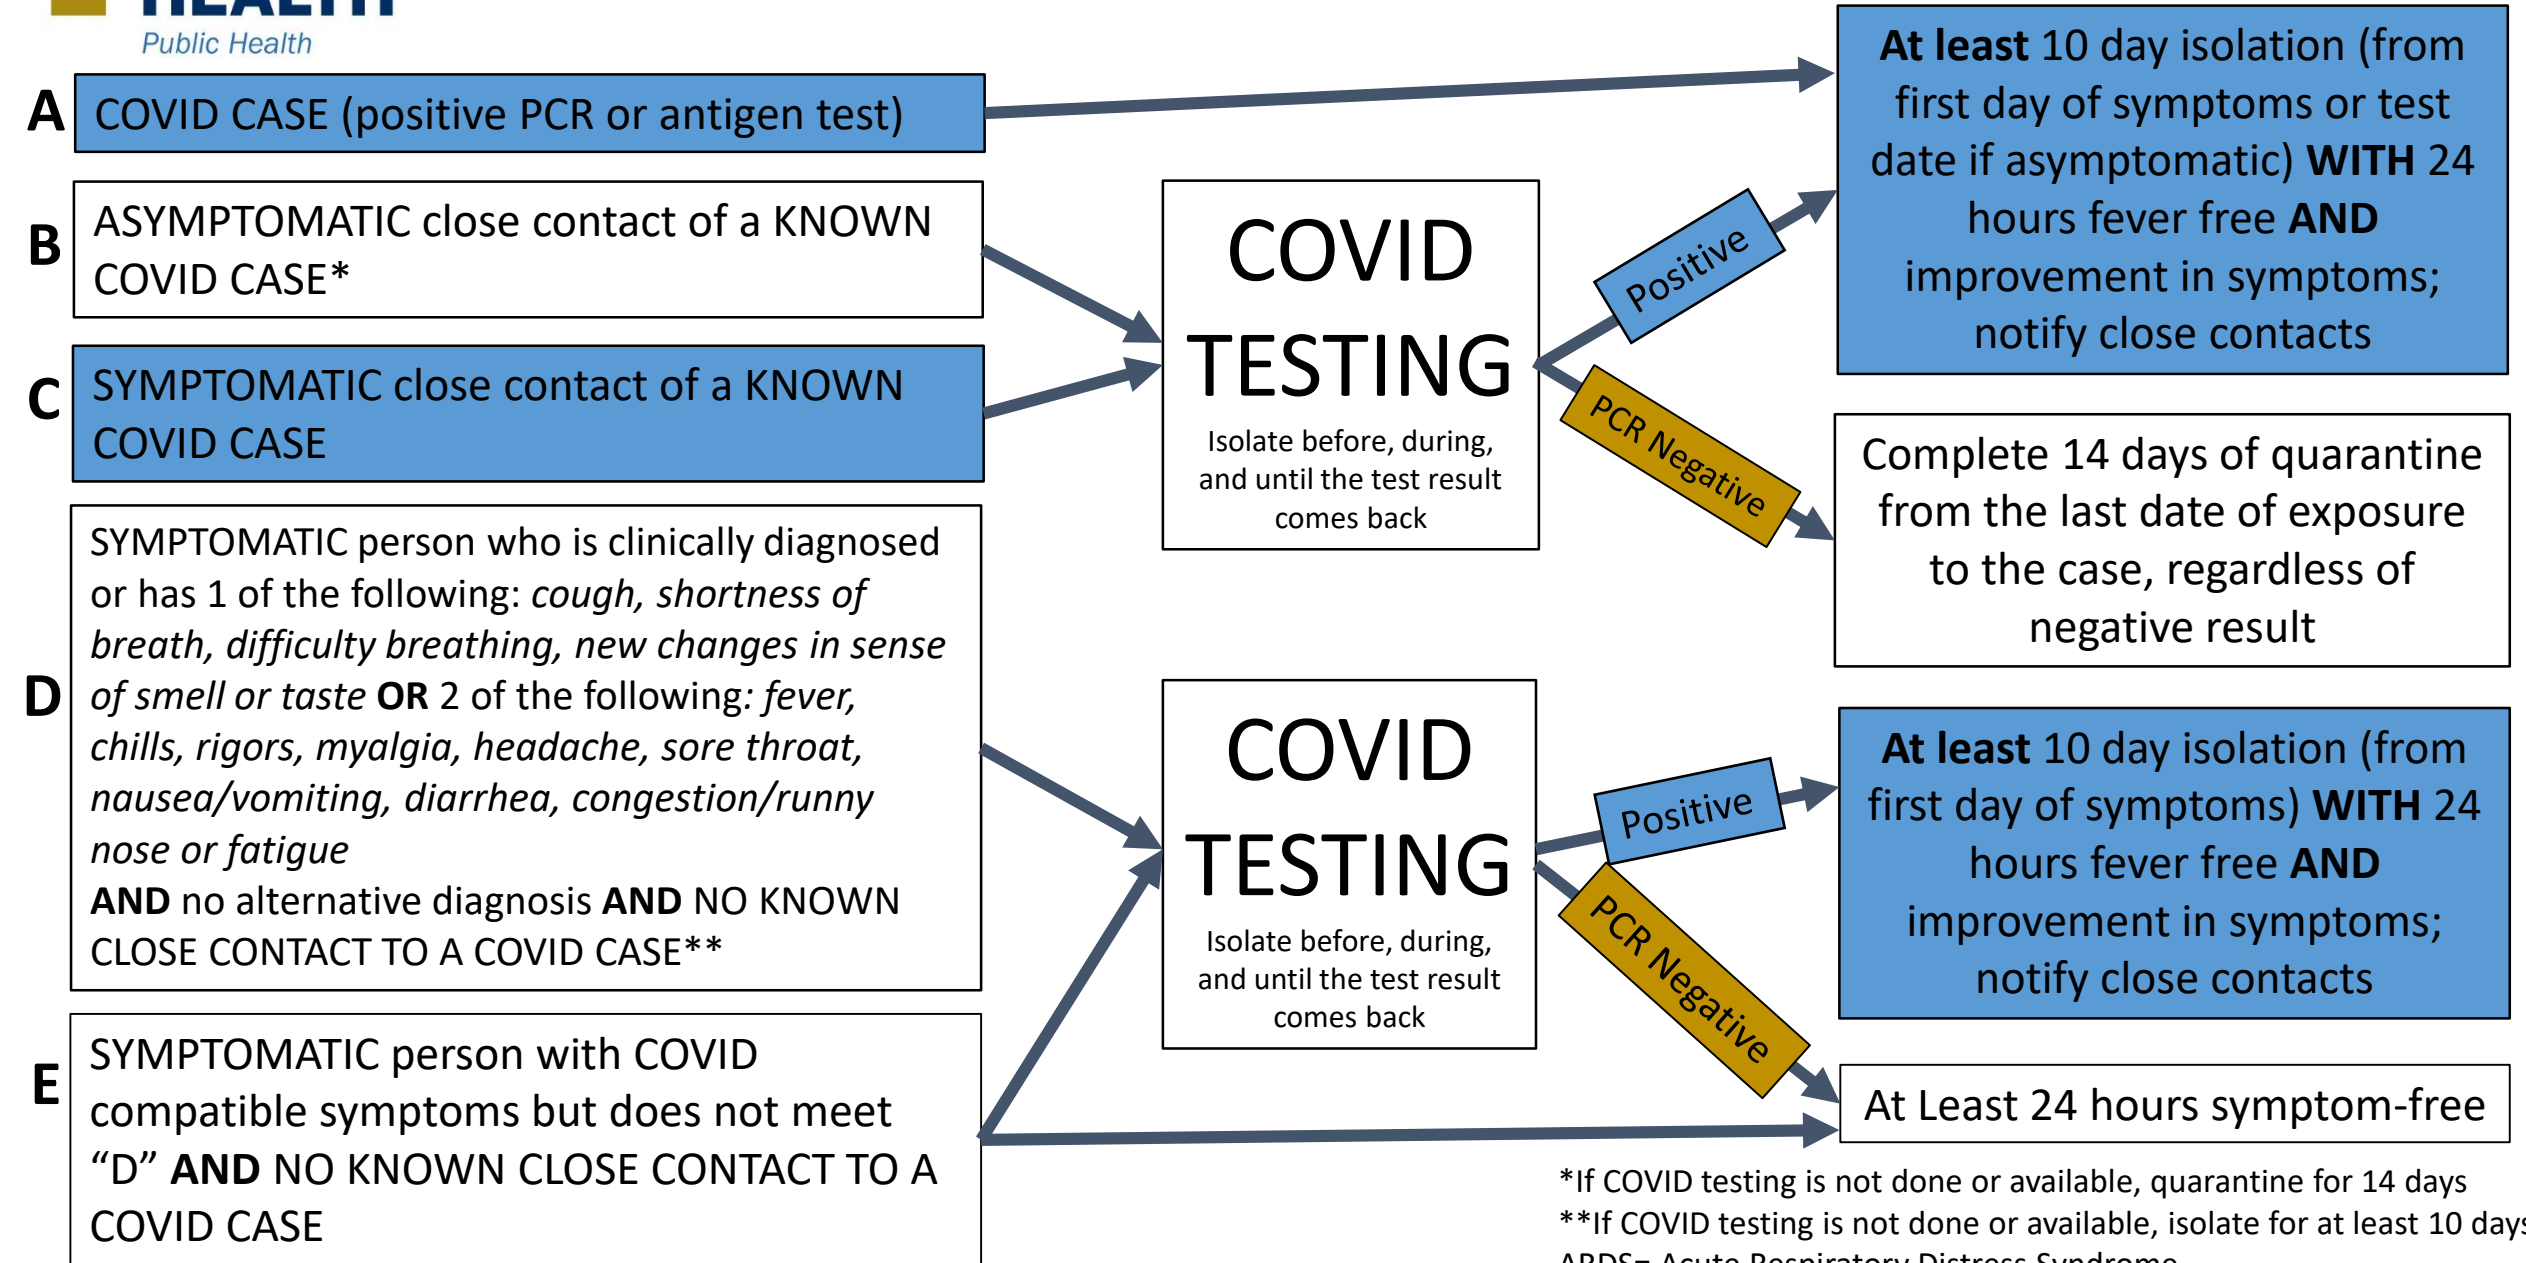 HEALTH
Public Health
A
COVID CASE (positive PCR or antigen test)
B
ASYMPTOMATIC close contact of a KNOWN
COVID CASE*
C
SYMPTOMATIC close contact of a KNOWN
COVID CASE
D
SYMPTOMATIC person who is clinically diagnosed
or has 1 of the following: cough, shortness of
breath, difficulty breathing, new changes in sense
of smell or taste OR 2 of the following: fever,
chills, rigors, myalgia, headache, sore throat,
nausea/vomiting, diarrhea, congestion/runny
nose or fatigue
AND no alternative diagnosis AND NO KNOWN
CLOSE CONTACT TO A COVID CASE**
E
SYMPTOMATIC person with COVID
compatible symptoms but does not meet
“D” AND NO KNOWN CLOSE CONTACT TO A
COVID CASE
COVID
TESTING
Isolate before, during,
and until the test result
comes back
Positive
PCR Negative
COVID
TESTING
Isolate before, during,
and until the test result
comes back
Positive
PCR Negative
At least 10 day isolation (from
first day of symptoms or test
date if asymptomatic) WITH 24
hours fever free AND
improvement in symptoms;
notify close contacts
Complete 14 days of quarantine
from the last date of exposure
to the case, regardless of
negative result
At least 10 day isolation (from
first day of symptoms) WITH 24
hours fever free AND
improvement in symptoms;
notify close contacts
At Least 24 hours symptom-free
*If COVID testing is not done or available, quarantine for 14 days
**If COVID testing is not done or available, isolate for at least 10 days
ARDS= Acute Respiratory Distress Syndrome